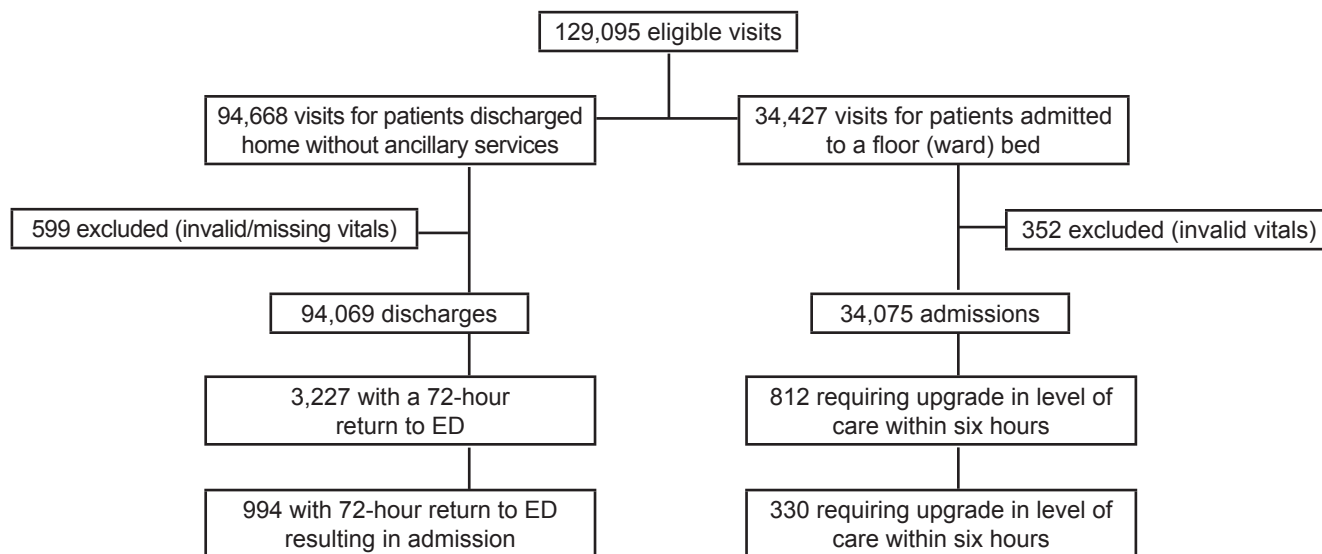 129,095 eligible visits
94,668 visits for patients discharged
home without ancillary services
34,427 visits for patients admitted
to a floor (ward) bed
599 excluded (invalid/missing vitals)
352 excluded (invalid vitals)
94,069 discharges
34,075 admissions
3,227 with a 72-hour
return to ED
812 requiring upgrade in level of
care within six hours
994 with 72-hour return to ED
resulting in admission
330 requiring upgrade in level of
care within six hours